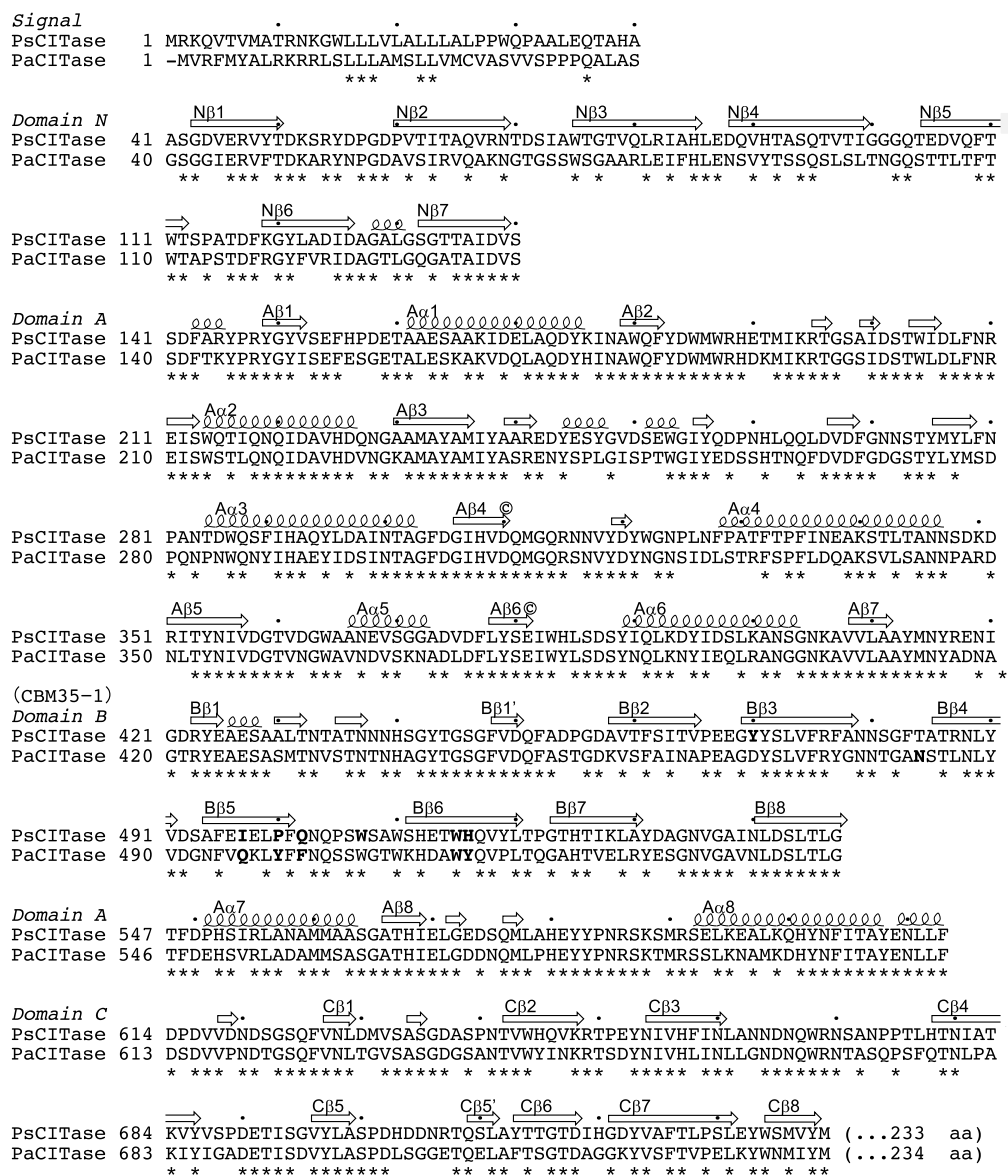 Signal
PsCITase 1 MRKQVTVMATRNKGWLLLVLALLLALPPWQPAALEQTAHA
PaCITase 1 –MVRFMYALRKRRLSLLLAMSLLVMCVASVVSPPPQALAS
Domain N Nβ1 Nβ2 Nβ3 Nβ4 Nβ5
PsCITase 41 ASGDVERVYTDKSRYDPGDPVTITAQVRNTDSIAWTGTVQLRIAHLEDQVHTASQTVTIGGGQTEDVQFT
PaCITase 40 GSGGIERVFTDKARYNPGDAVSIRVQAKNGTGSSWSGAARLEIFHLENSVYTSSQSLSLTNGQSTTLTFT
Nβ6 Nβ7
PsCITase 111 WTSPATDFKGYLADIDAGALGSGTTAIDVS
PaCITase 110 WTAPSTDFRGYFVRIDAGTLGQGATAIDVS
Domain A Aβ1 Aα1 Aβ2
PsCITase 141 SDFARYPRYGYVSEFHPDETAAESAAKIDELAQDYKINAWQFYDWMWRHETMIKRTGSAIDSTWIDLFNR
PaCITase 140 SDFTKYPRYGYISEFESGETALESKAKVDQLAQDYHINAWQFYDWMWRHDKMIKRTGGSIDSTWLDLFNR
Aα2 Aβ3
PsCITase 211 EISWQTIQNQIDAVHDQNGAAMAYAMIYAAREDYESYGVDSEWGIYQDPNHLQQLDVDFGNNSTYMYLFN
PaCITase 210 EISWSTLQNQIDAVHDVNGKAMAYAMIYASRENYSPLGISPTWGIYEDSSHTNQFDVDFGDGSTYLYMSD
Aα3 Aβ4 © Aα4
PsCITase 281 PANTDWQSFIHAQYLDAINTAGFDGIHVDQMGQRNNVYDYWGNPLNFPATFTPFINEAKSTLTANNSDKD
PaCITase 280 PQNPNWQNYIHAEYIDSINTAGFDGIHVDQMGQRSNVYDYNGNSIDLSTRFSPFLDQAKSVLSANNPARD
Aβ5 Aα5 Aβ6 © Aα6 Aβ7
PsCITase 351 RITYNIVDGTVDGWAANEVSGGADVDFLYSEIWHLSDSYIQLKDYIDSLKANSGNKAVVLAAYMNYRENI
PaCITase 350 NLTYNIVDGTVNGWAVNDVSKNADLDFLYSEIWYLSDSYNQLKNYIEQLRANGGNKAVVLAAYMNYADNA
(CBM35–1)
Domain B Bβ1 Bβ1' Bβ2 Bβ3 Bβ4
PsCITase 421 GDRYEAESAALTNTATNNNHSGYTGSGFVDQFADPGDAVTFSITVPEEGYYSLVFRFANNSGFTATRNLY
PaCITase 420 GTRYEAESASMTNVSTNTNHAGYTGSGFVDQFASTGDKVSFAINAPEAGDYSLVFRYGNNTGANSTLNLY
Bβ5 Bβ6 Bβ7 Bβ8
PsCITase 491 VDSAFEIELPFQNQPSWSAWSHETWHQVYLTPGTHTIKLAYDAGNVGAINLDSLTLG
PaCITase 490 VDGNFVQKLYFFNQSSWGTWKHDAWYQVPLTQGAHTVELRYESGNVGAVNLDSLTLG
Domain A Aα7 Aβ8 Aα8
PsCITase 547 TFDPHSIRLANAMMAASGATHIELGEDSQMLAHEYYPNRSKSMRSELKEALKQHYNFITAYENLLF
PaCITase 546 TFDEHSVRLADAMMSASGATHIELGDDNQMLPHEYYPNRSKTMRSSLKNAMKDHYNFITAYENLLF
Domain C Cβ1 Cβ2 Cβ3 Cβ4
PsCITase 614 DPDVVDNDSGSQFVNLDMVSASGDASPNTVWHQVKRTPEYNIVHFINLANNDNQWRNSANPPTLHTNIAT
PaCITase 613 DSDVVPNDTGSQFVNLTGVSASGDGSANTVWYINKRTSDYNIVHLINLLGNDNQWRNTASQPSFQTNLPA
Cβ5 Cβ5' Cβ6 Cβ7 Cβ8
PsCITase 684 KVYVSPDETISGVYLASPDHDDNRTQSLAYTTGTDIHGDYVAFTLPSLEYWSMVYM (...233 aa)
PaCITase 683 KIYIGADETISDVYLASPDLSGGETQELAFTSGTDAGGKYVSFTVPELKYWNMIYM (...234 aa)